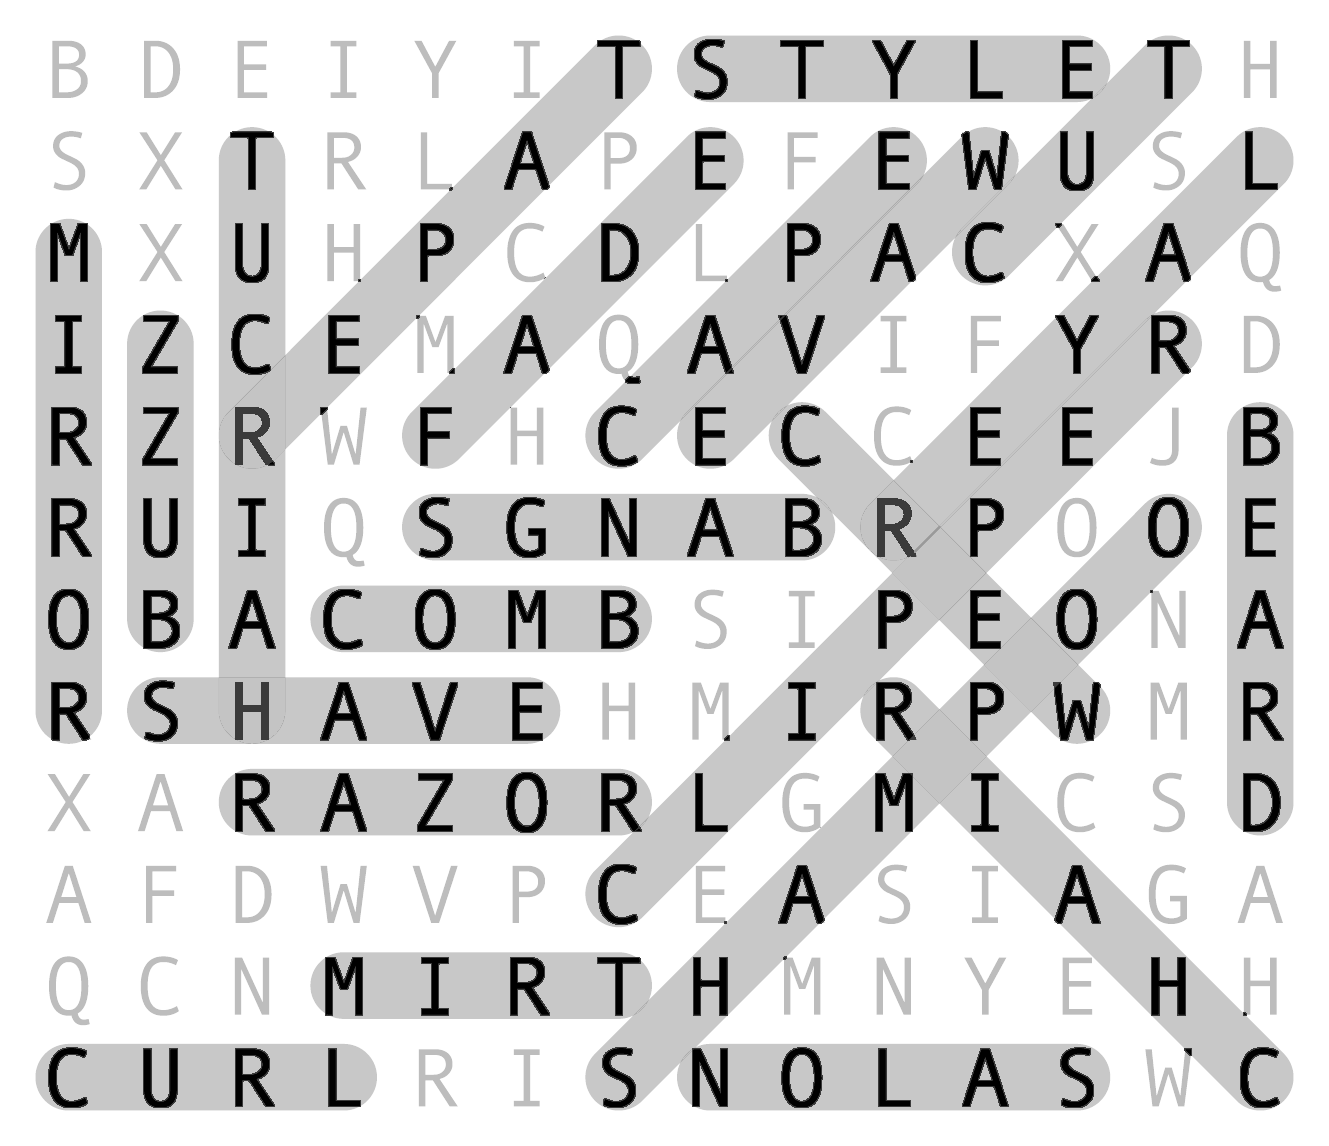 B D E I Y I T S T Y L E T H
S X T R L A P E F E W U S L
M X U H P C D L P A C X A Q
I Z C E M A Q A V I F Y R D
R Z R W F H C E C C E E J B
R U I Q S G N A B R P O O E
O B A C O M B S I P E O N A
R S H A V E H M I R P W M R
X A R A Z O R L G M I C S D
A F D W V P C E A S I A G A
Q C N M I R T H M N Y E H H
C U R L R I S N O L A S W C